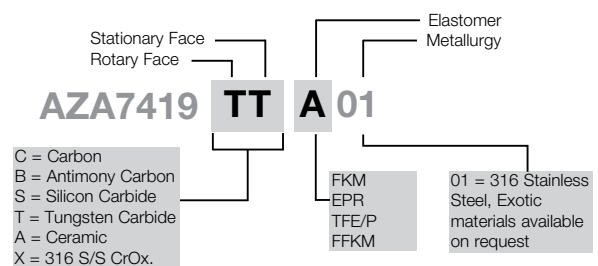 Elastomer
Stationary Face
Metallurgy
Rotary Face
AZA7419 TT A 01
C = Carbon
B = Antimony Carbon
S = Silicon Carbide
T = Tungsten Carbide
A = Ceramic
X = 316 S/S CrOx.
FKM
EPR
TFE/P
FFKM
01 = 316 Stainless
Steel, Exotic
materials available
on request